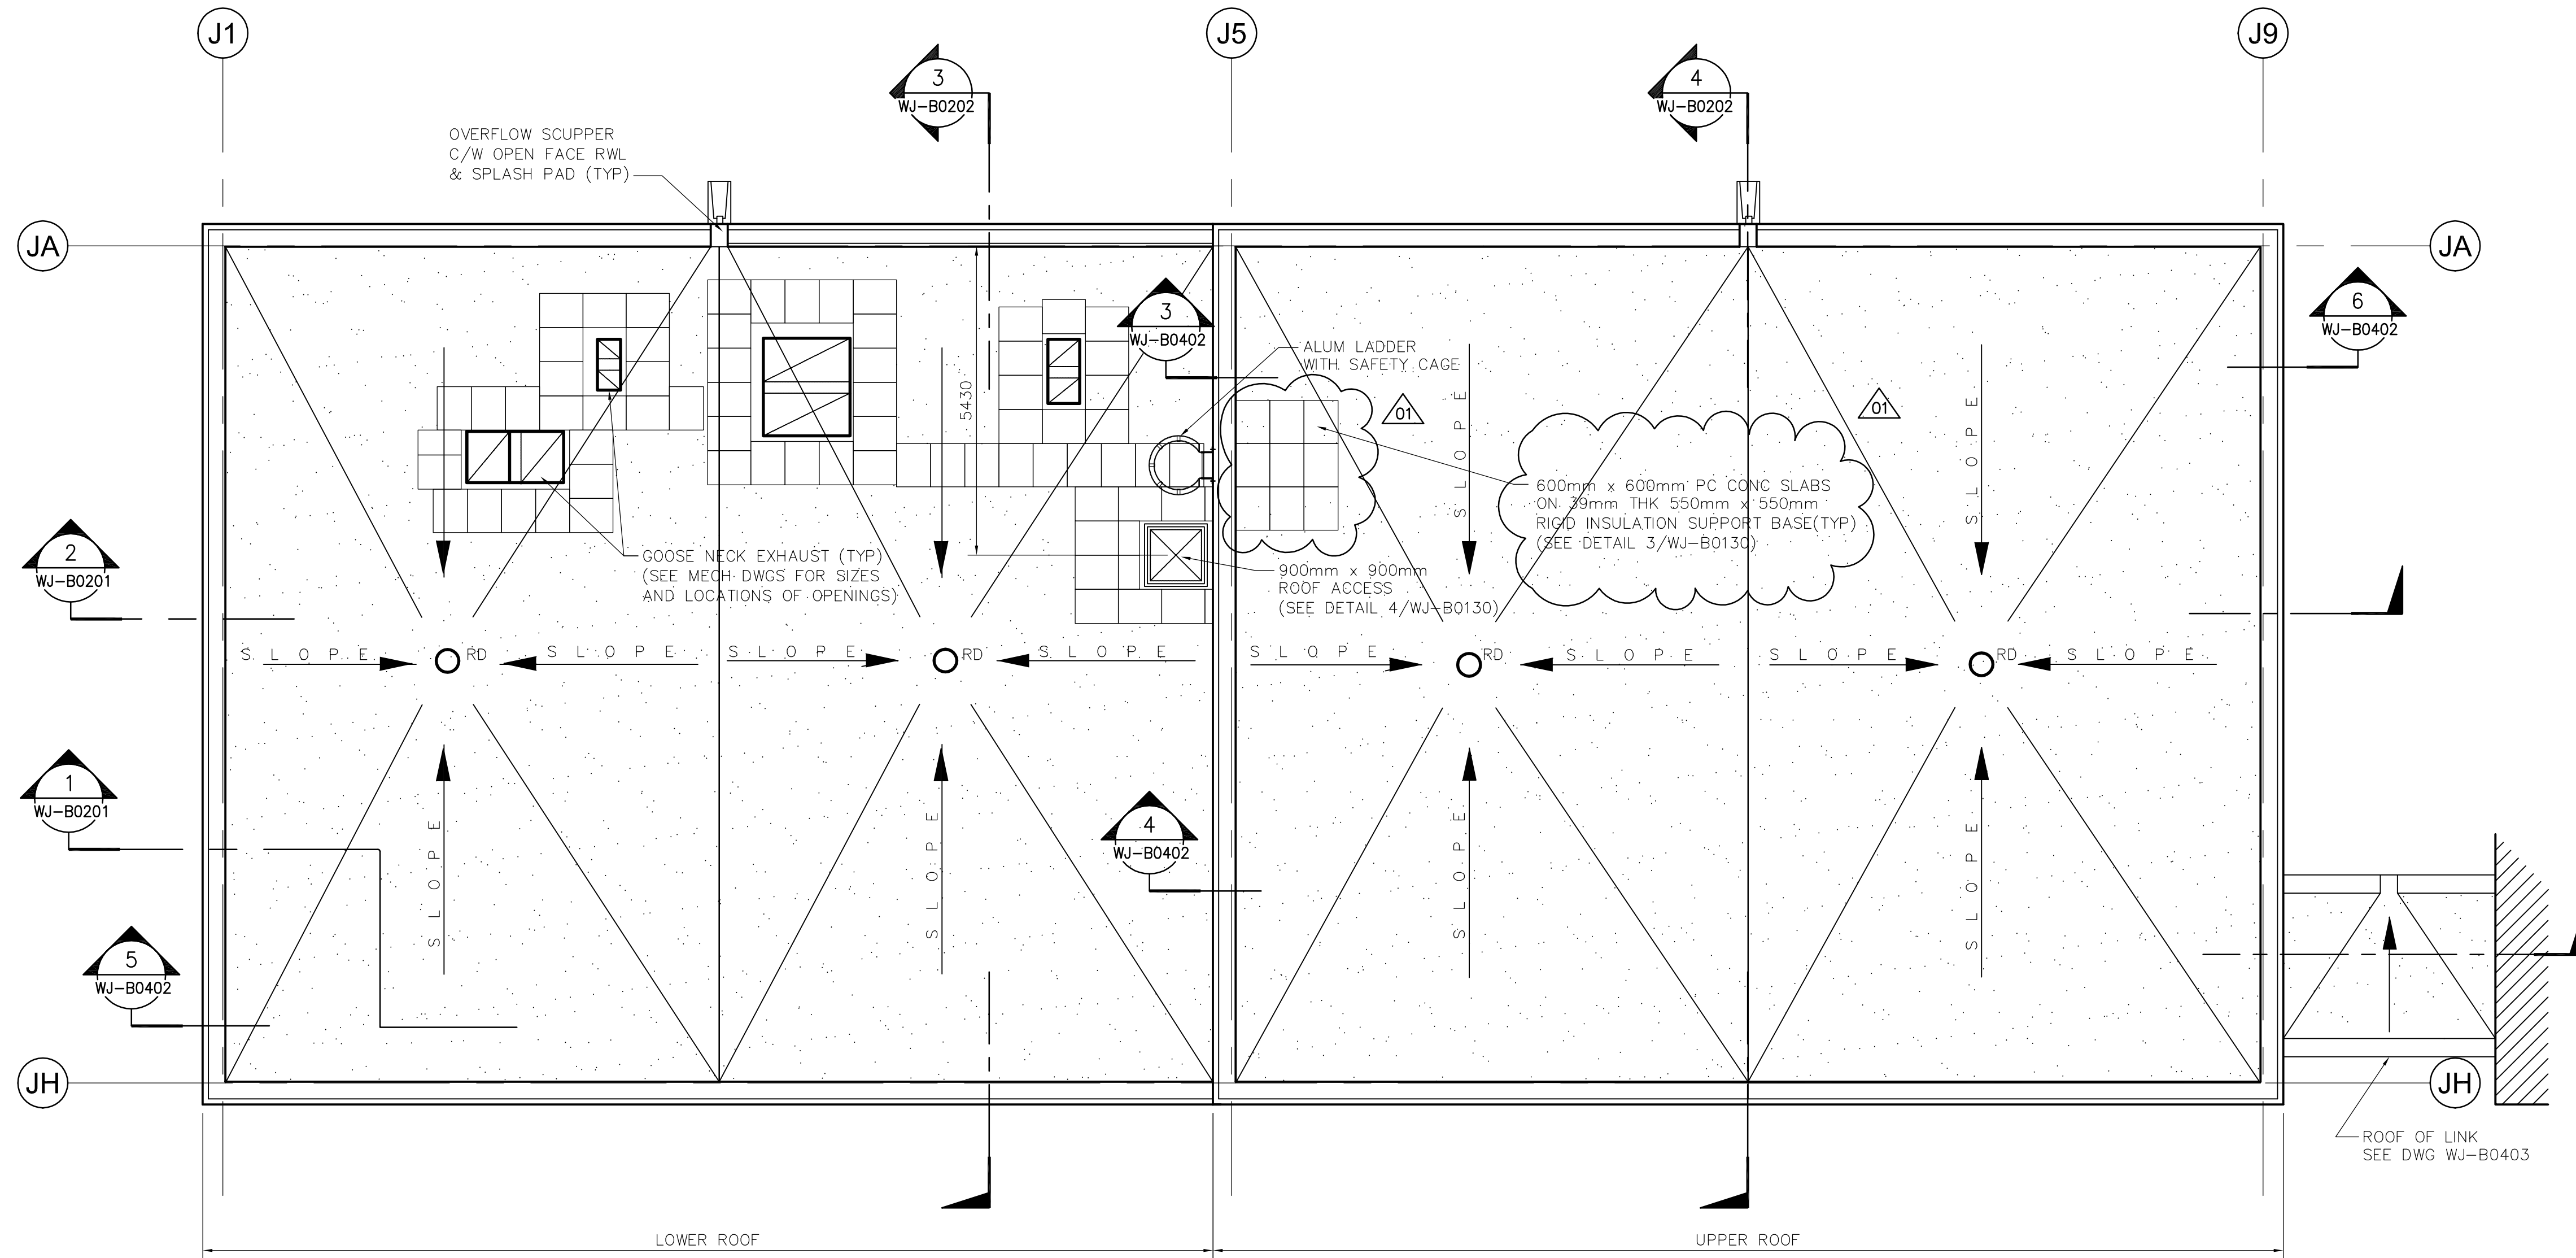 J1
J5
J9
3
WJ-B0202
4
WJ-B0202
OVERFLOW SCUPPER
C/W OPEN FACE RWL
& SPLASH PAD (TYP)
JA
JA
3
WJ-B0402
6
WJ-B0402
ALUM LADDER
WITH SAFETY CAGE
5430
01
01
SLOPE
SLOPE
600mm x 600mm PC CONC SLABS
ON 39mm THK 550mm x 550mm
RIGID INSULATION SUPPORT BASE(TYP)
(SEE DETAIL 3/WJ-B0130)
GOOSE NECK EXHAUST (TYP)
(SEE MECH DWGS FOR SIZES
AND LOCATIONS OF OPENINGS)
900mm x 900mm
ROOF ACCESS
(SEE DETAIL 4/WJ-B0130)
2
WJ-B0201
SLOPE
RD
SLOPE
SLOPE
RD
SLOPE
SLOPE
RD
SLOPE
SLOPE
RD
SLOPE
1
WJ-B0201
SLOPE
SLOPE
4
WJ-B0402
SLOPE
SLOPE
5
WJ-B0402
JH
JH
ROOF OF LINK
SEE DWG WJ-B0403
LOWER ROOF
UPPER ROOF